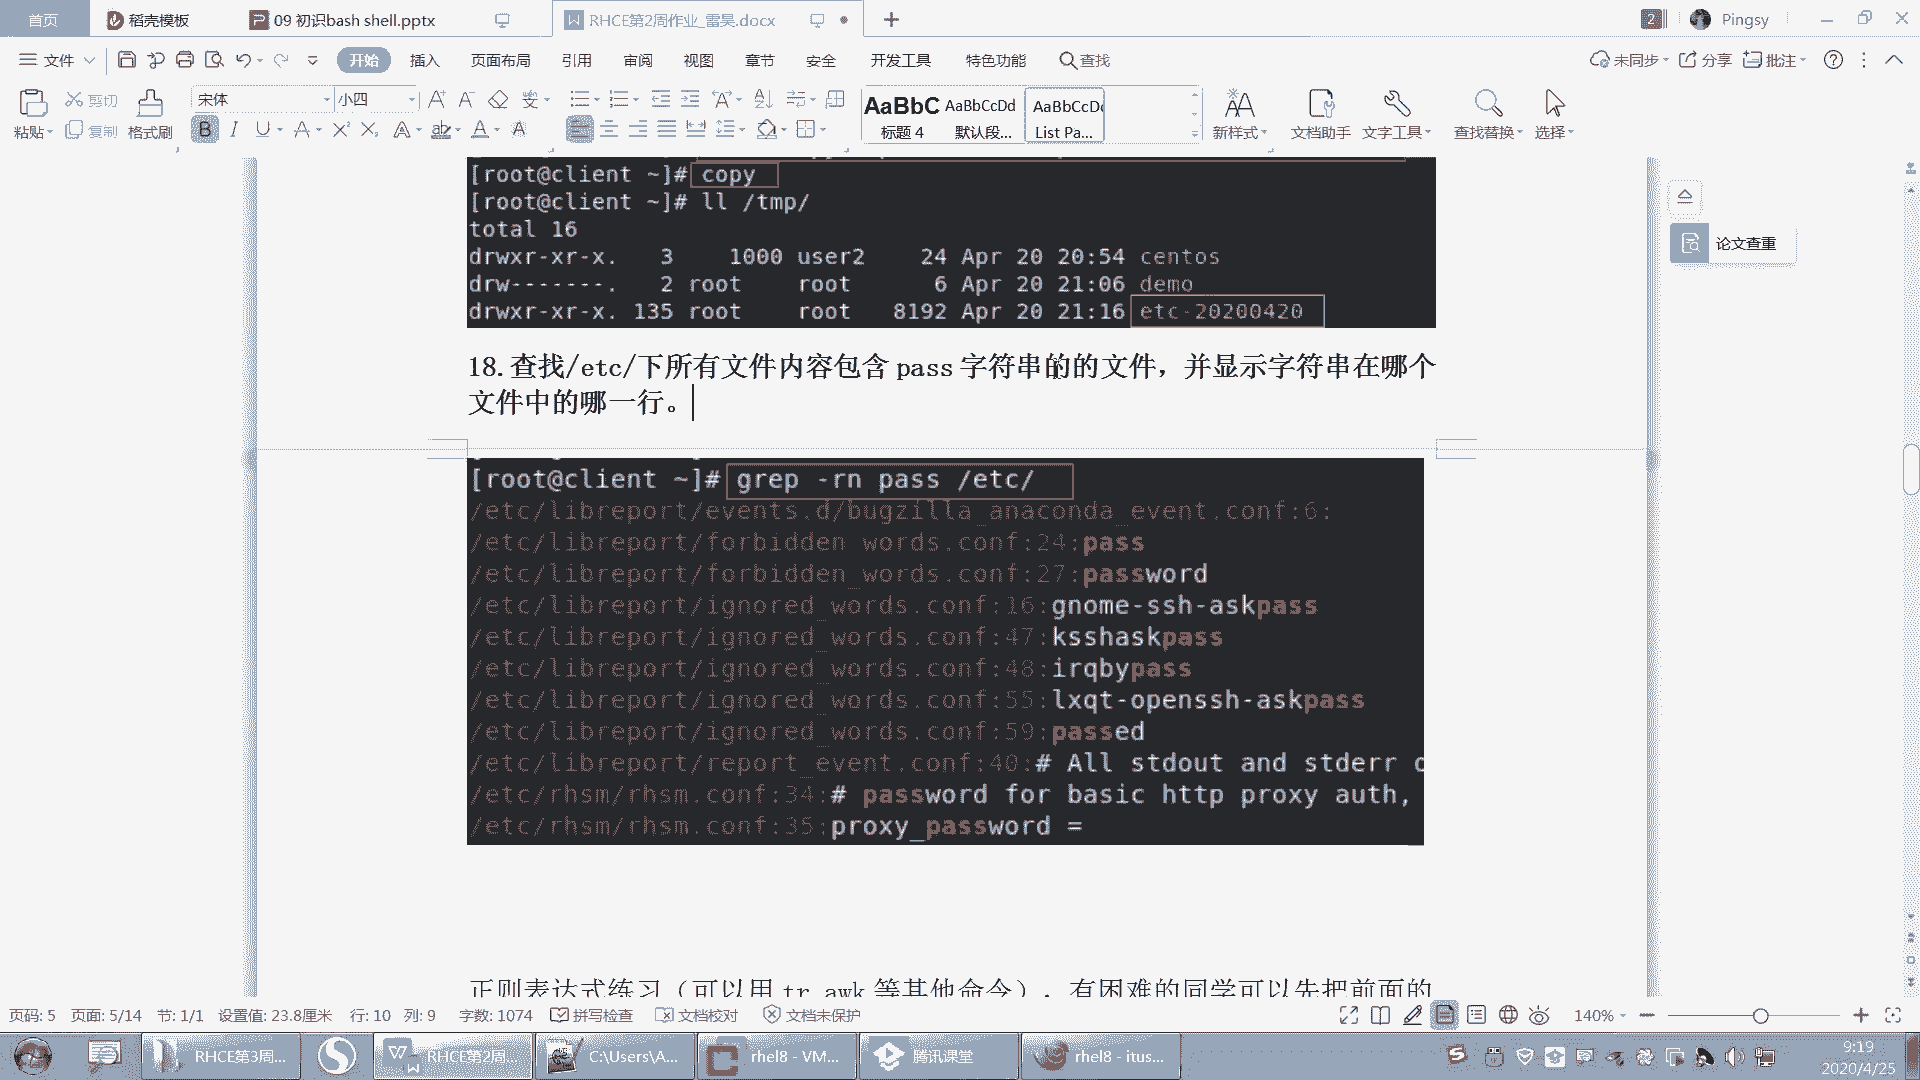 首页
稻壳模板
09 初识bash shell.pptx
RHCE第2周作业_雷昊.docx
2
Pingsy
文件
开始
插入
页面布局
引用
审阅
视图
章节
安全
开发工具
特色功能
查找
未同步
分享
批注
粘贴
剪切
复制
格式刷
宋体
小四
AaBbC
AaBbCcDd
标题 4
默认段...
List Pa...
新样式
文档助手
文字工具
查找替换
选择
论文查重
[root@client ~]# copy
[root@client ~]# ll /tmp/
total 16
drwxr-xr-x. 3 1000 user2 24 Apr 20 20:54 centos
drw-------. 2 root root 6 Apr 20 21:06 demo
drwxr-xr-x. 135 root root 8192 Apr 20 21:16 etc-20200420
18.查找/etc/下所有文件内容包含 pass 字符串的的文件，并显示字符串在哪个
文件中的哪一行。
[root@client ~]# grep -rn pass /etc/
/etc/libreport/events.d/bugzilla_anaconda_event.conf:6:
/etc/libreport/forbidden_words.conf:24:pass
/etc/libreport/forbidden_words.conf:27:password
/etc/libreport/ignored_words.conf:16:gnome-ssh-askpass
/etc/libreport/ignored_words.conf:47:ksshaskpass
/etc/libreport/ignored_words.conf:48:irqbypass
/etc/libreport/ignored_words.conf:55:lxqt-openssh-askpass
/etc/libreport/ignored_words.conf:59:passed
/etc/libreport/report_event.conf:40:# All stdout and stderr
/etc/rhsm/rhsm.conf:34:# password for basic http proxy auth,
/etc/rhsm/rhsm.conf:35:proxy_password =
正则表达式练习（可以用 tr awk 等其他命令），有困难的同学可以先把前面的
页码: 5
页面: 5/14
节: 1/1
设置值: 23.8厘米
行: 10
列: 9
字数: 1074
拼写检查
文档校对
文档未保护
140%
RHCE第3周...
RHCE第2周...
C:\Users\A...
rhel8 - VM...
腾讯课堂
rhel8 - itus...
9:19
2020/4/25